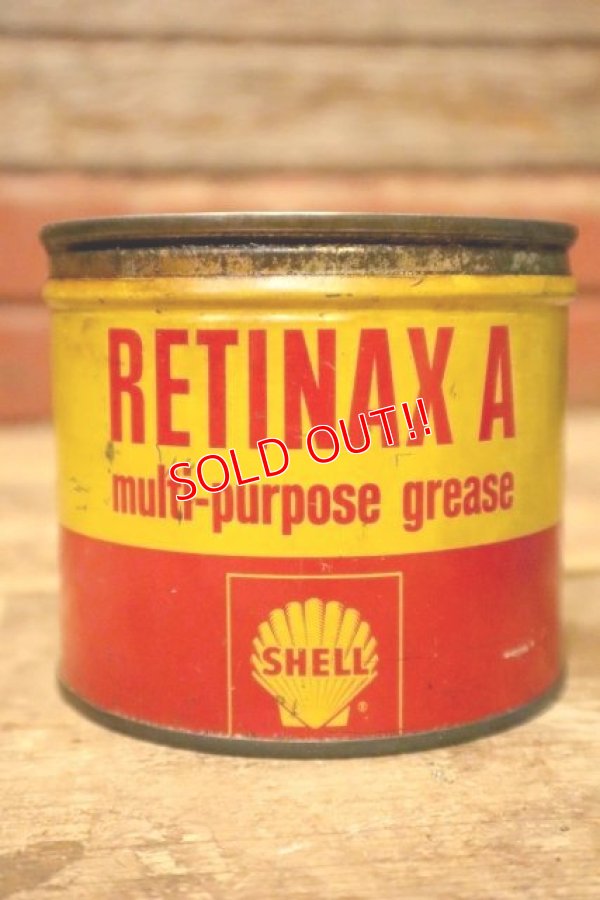 RETINAX A
SOLD OUT!!
multi-purpose grease
SHELL
®